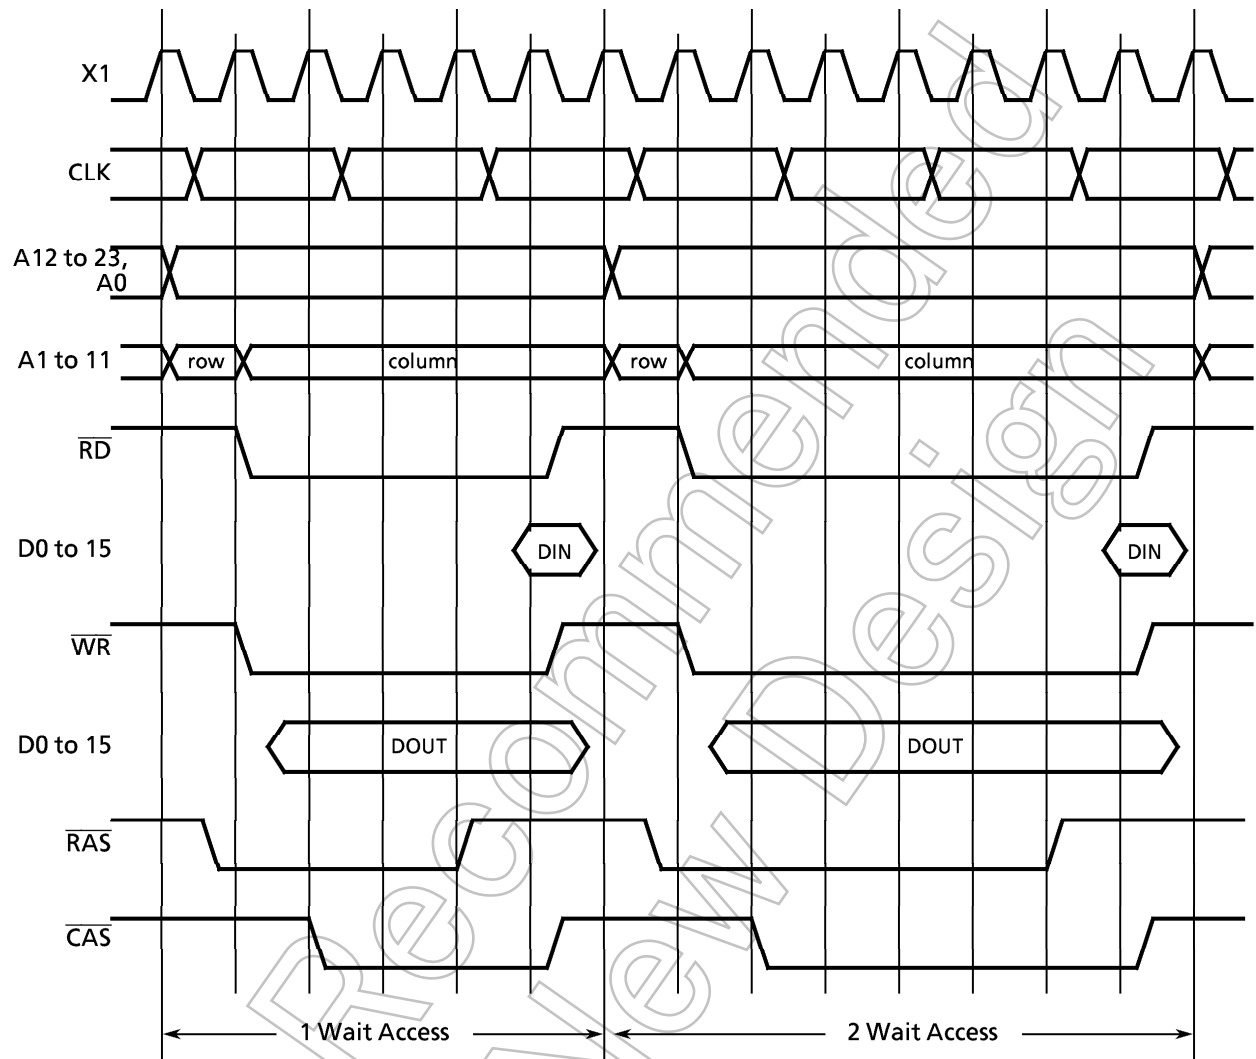 X1
CLK
A12 to 23,
A0
A1 to 11
row
column
row
column
RD
D0 to 15
DIN
DIN
WR
D0 to 15
DOUT
DOUT
RAS
CAS
1 Wait Access
2 Wait Access
Recommended
New Design